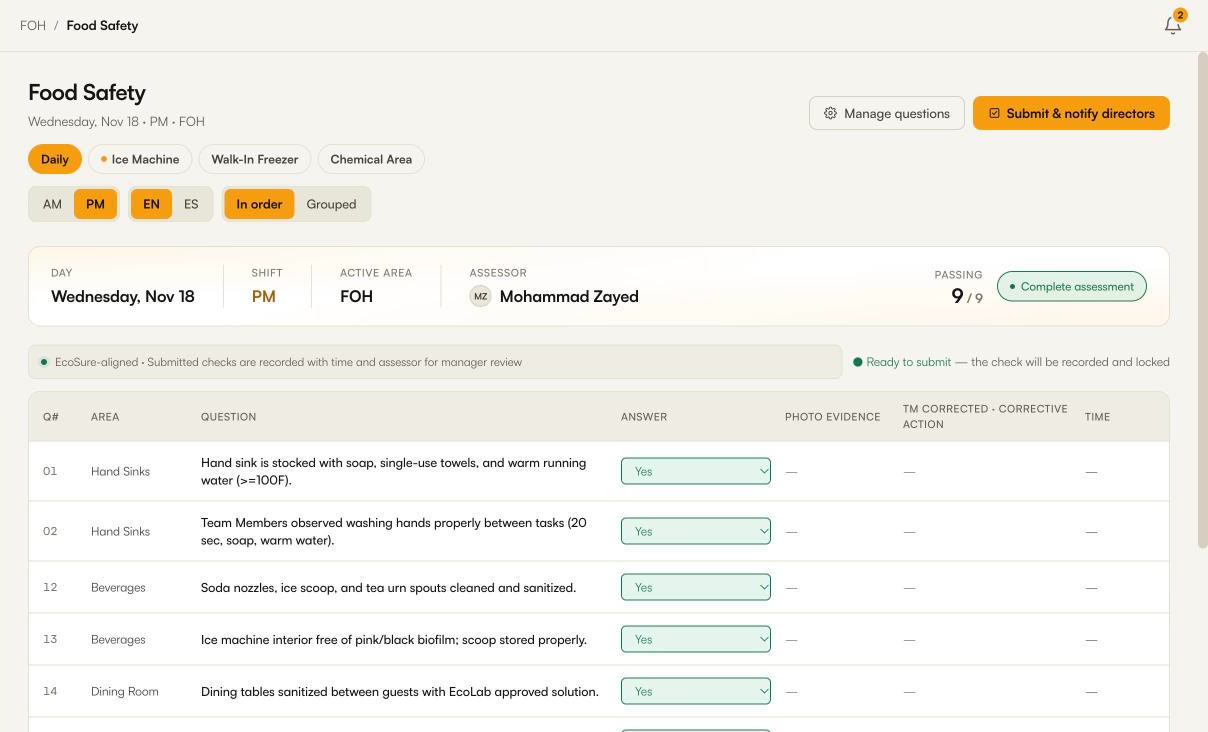 FOH / Food Safety
2
Food Safety
Wednesday, Nov 18 • PM • FOH
Manage questions
Submit & notify directors
Daily
Ice Machine
Walk-In Freezer
Chemical Area
AM
PM
EN
ES
In order
Grouped
DAY
Wednesday, Nov 18
SHIFT
PM
ACTIVE AREA
FOH
ASSESSOR
MZ
Mohammad Zayed
PASSING
9 / 9
Complete assessment
EcoSure-aligned · Submitted checks are recorded with time and assessor for manager review
Ready to submit — the check will be recorded and locked
Q#
AREA
QUESTION
ANSWER
PHOTO EVIDENCE
TM CORRECTED · CORRECTIVE
ACTION
TIME
01
Hand Sinks
Hand sink is stocked with soap, single-use towels, and warm running
water (>=100F).
Yes
—
—
—
02
Hand Sinks
Team Members observed washing hands properly between tasks (20
sec, soap, warm water).
Yes
—
—
—
12
Beverages
Soda nozzles, ice scoop, and tea urn spouts cleaned and sanitized.
Yes
—
—
—
13
Beverages
Ice machine interior free of pink/black biofilm; scoop stored properly.
Yes
—
—
—
14
Dining Room
Dining tables sanitized between guests with EcoLab approved solution.
Yes
—
—
—